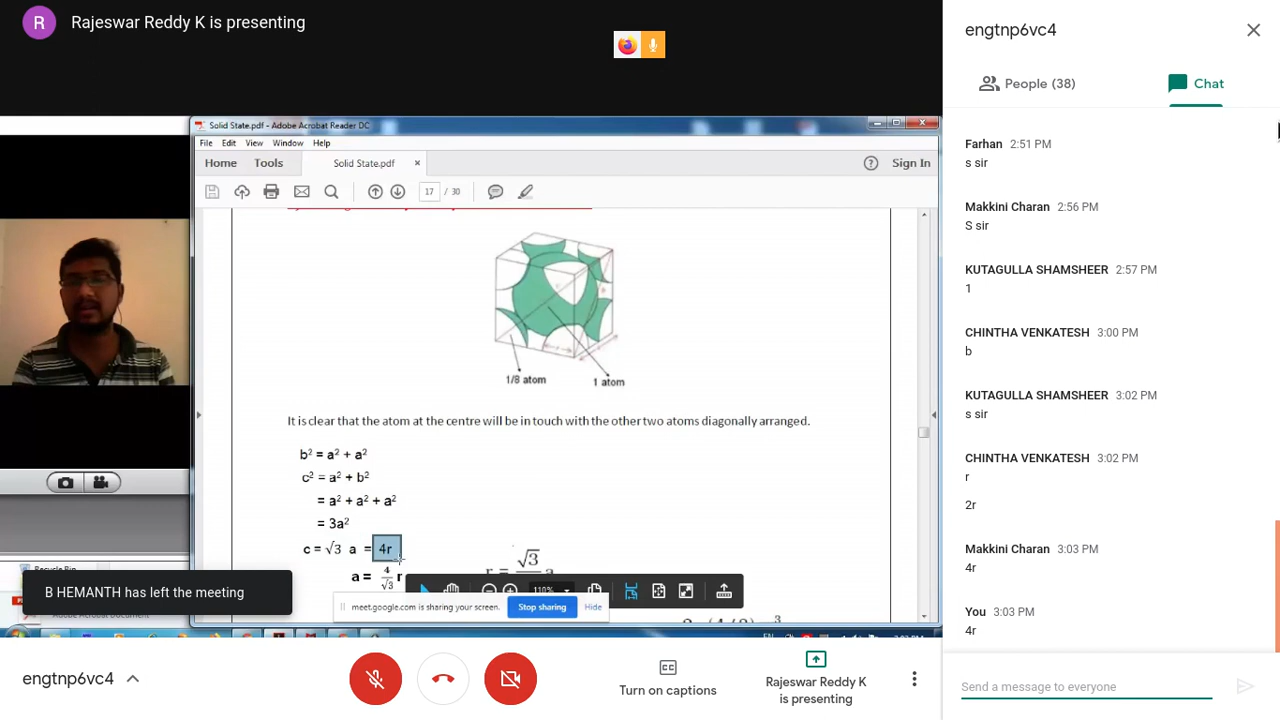 R Rajeswar Reddy K is presenting
Solid State.pdf - Adobe Acrobat Reader DC
File Edit View Window Help
Home Tools Solid State.pdf × Sign In
17 / 30
1/8 atom 1 atom
It is clear that the atom at the centre will be in touch with the other two atoms diagonally arranged.
b² = a² + a²
c² = a² + b²
= a² + a² + a²
= 3a²
c = √3 a = 4r
a = 4/√3 r
r = √3 a
110%
meet.google.com is sharing your screen. Stop sharing Hide
Recycle Bin
B HEMANTH has left the meeting
engtnp6vc4
Turn on captions
Rajeswar Reddy K
is presenting
engtnp6vc4
People (38) Chat
Farhan 2:51 PM
s sir
Makkini Charan 2:56 PM
S sir
KUTAGULLA SHAMSHEER 2:57 PM
1
CHINTHA VENKATESH 3:00 PM
b
KUTAGULLA SHAMSHEER 3:02 PM
s sir
CHINTHA VENKATESH 3:02 PM
r
2r
Makkini Charan 3:03 PM
4r
You 3:03 PM
4r
Send a message to everyone